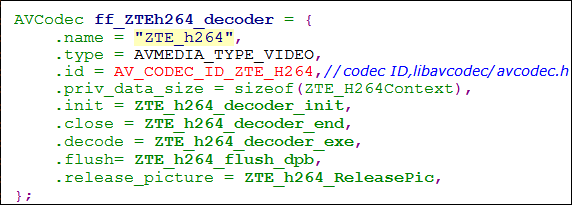 AVCodec ff_ZTEh264_decoder = {
.name = "ZTE_h264",
.type = AVMEDIA_TYPE_VIDEO,
.id = AV_CODEC_ID_ZTE_H264,//codec ID,libavcodec/avcodec.h
.priv_data_size = sizeof(ZTE_H264Context),
.init = ZTE_h264_decoder_init,
.close = ZTE_h264_decoder_end,
.decode = ZTE_h264_decoder_exe,
.flush= ZTE_h264_flush_dpb,
.release_picture = ZTE_h264_ReleasePic,
};